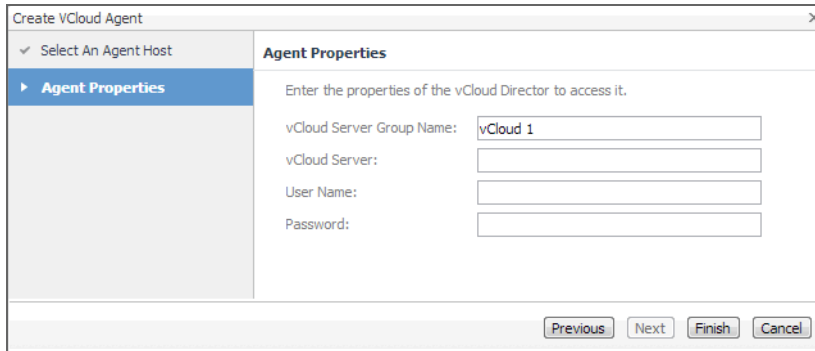 Create VCloud Agent
Select An Agent Host
Agent Properties
Agent Properties
Enter the properties of the vCloud Director to access it.
vCloud Server Group Name: vCloud 1
vCloud Server:
User Name:
Password:
Previous Next Finish Cancel